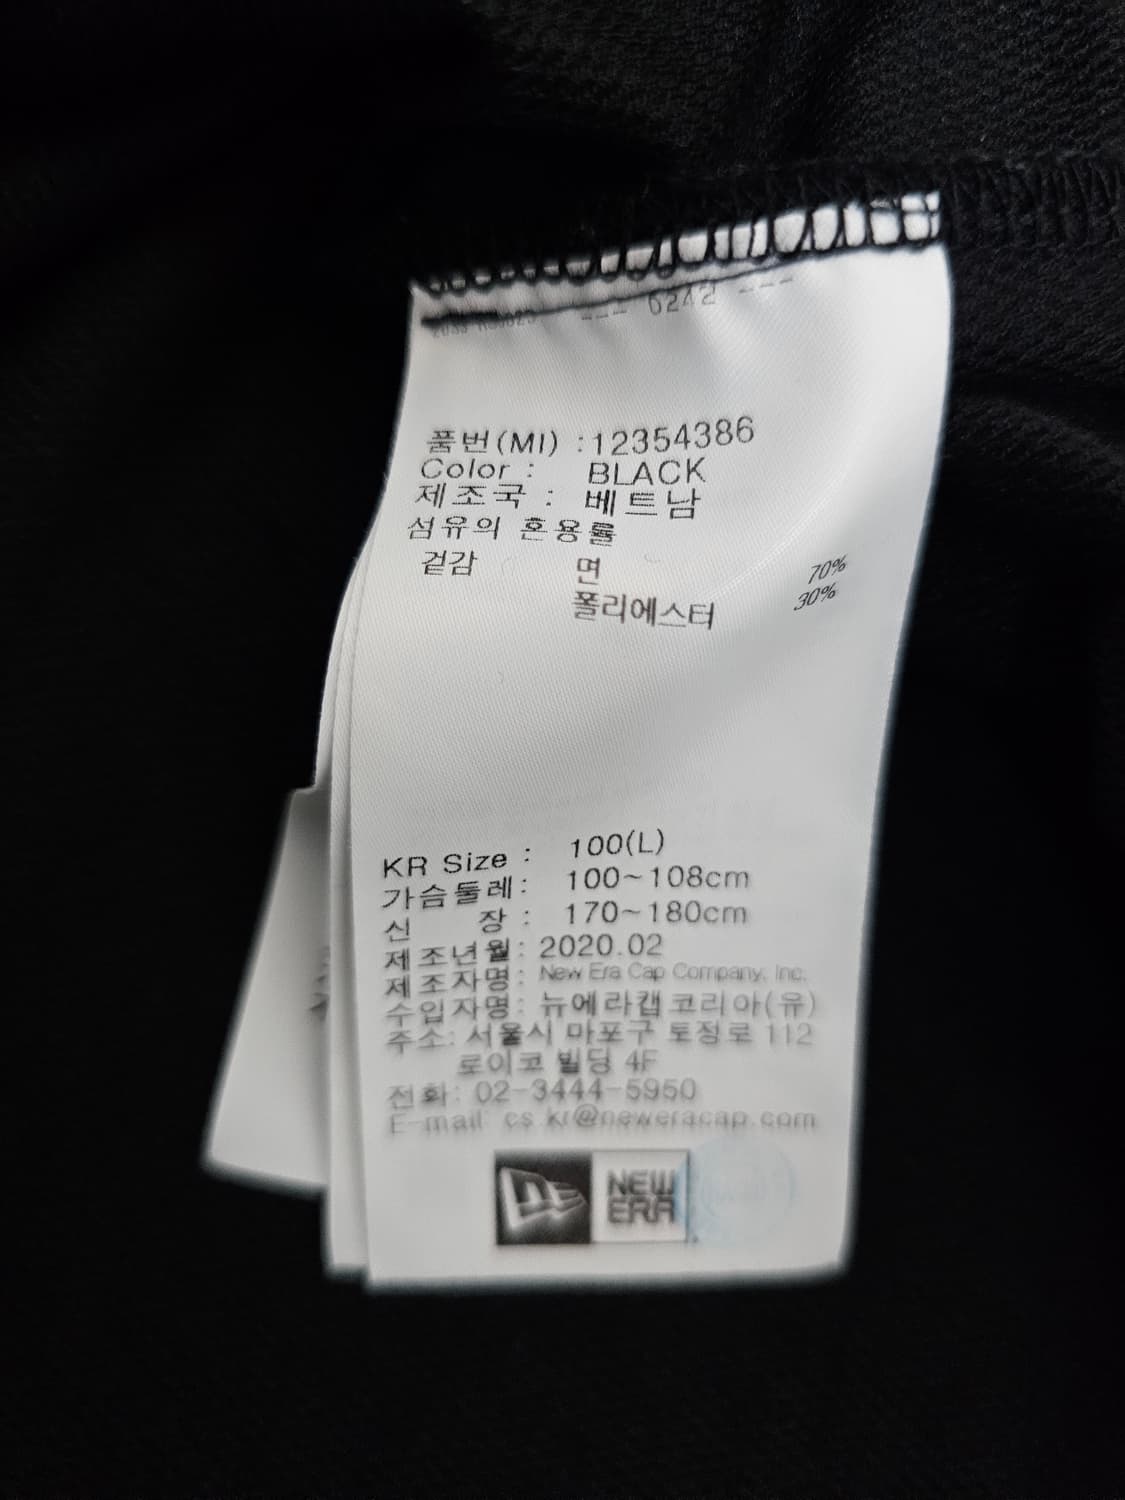 --- 6242 ---
품번(MI) :12354386
Color : BLACK
제조국 : 베트남
섬유의 혼용률
겉감 면 70%
폴리에스터 30%
KR Size : 100(L)
가슴둘레: 100~108cm
신 장 : 170~180cm
제조년월: 2020.02
제조자명: New Era Cap Company, Inc.
수입자명: 뉴에라캡코리아(유)
주소: 서울시 마포구 토정로 112
로이코 빌딩 4F
전화: 02-3444-5950
E-mail: cs.kr@neweracap.com
NEW
ERA